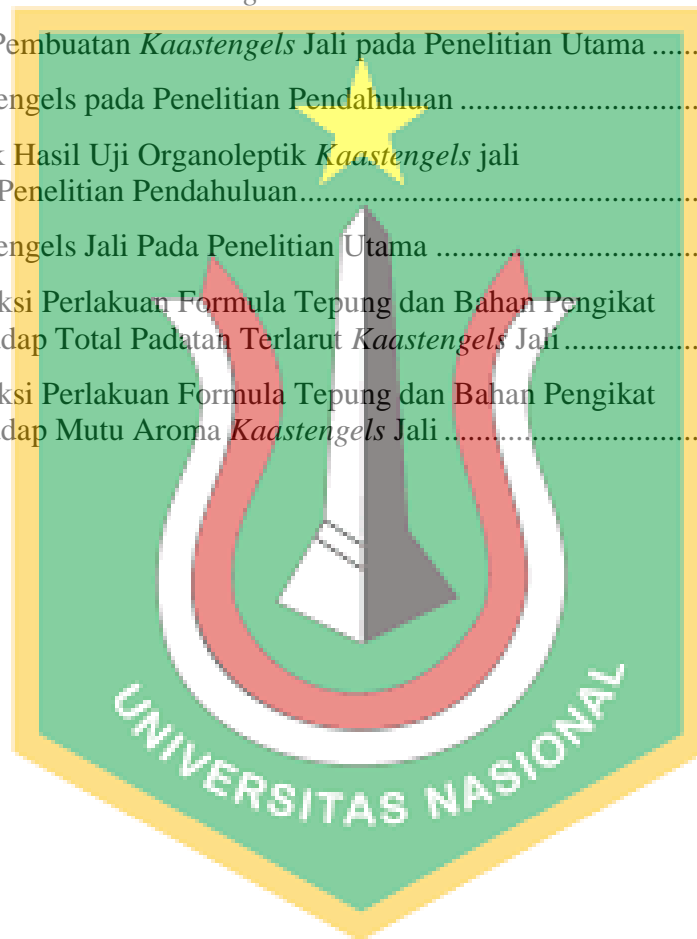 Pembuatan Kaastengels Jali pada Penelitian Utama ......
engels pada Penelitian Pendahuluan ......
k Hasil Uji Organoleptik Kaastengels jali
Penelitian Pendahuluan......
engels Jali Pada Penelitian Utama ......
ksi Perlakuan Formula Tepung dan Bahan Pengikat
adap Total Padatan Terlarut Kaastengels Jali ......
ksi Perlakuan Formula Tepung dan Bahan Pengikat
adap Mutu Aroma Kaastengels Jali ......
UNIVERSITAS NASIONAL